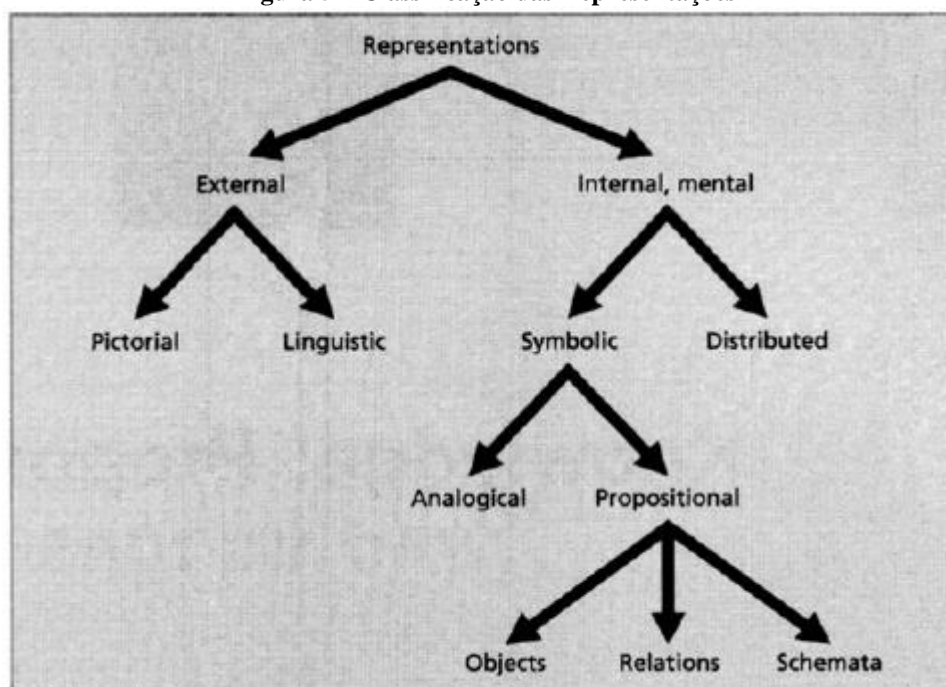 Representations
External Internal, mental
Pictorial Linguistic Symbolic Distributed
Analogical Propositional
Objects Relations Schemata